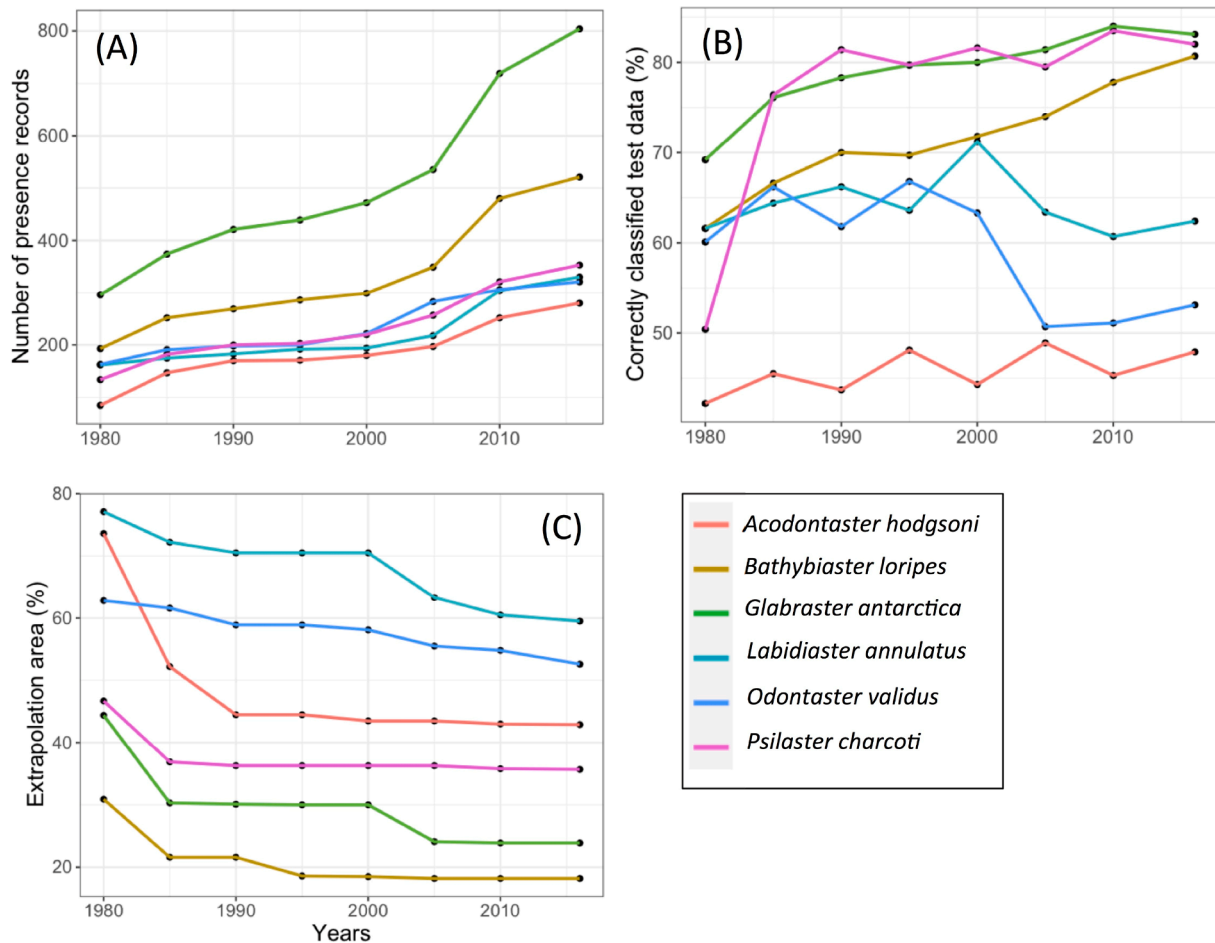 (A)
Number of presence records
800
600
400
200
1980
1990
2000
2010
(B)
Correctly classified test data (%)
80
70
60
50
1980
1990
2000
2010
(C)
Extrapolation area (%)
80
60
40
20
1980
1990
2000
2010
Years
Acodontaster hodgsoni
Bathybiaster loripes
Glabraster antarctica
Labidiaster annulatus
Odontaster validus
Psilaster charcoti